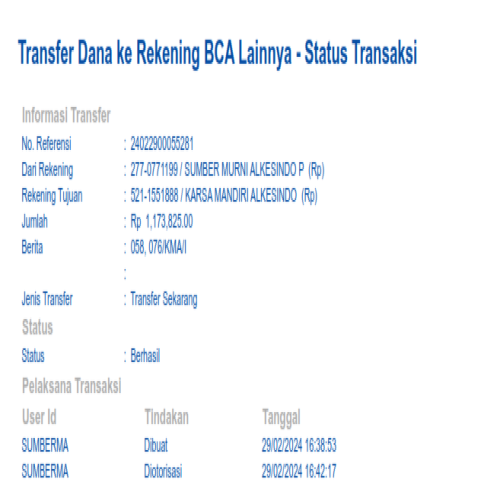 Transfer Dana ke Rekening BCA Lainnya - Status Transaksi
Informasi Transfer
No. Referensi : 24022900055281
Dari Rekening : 277-0771199 / SUMBER MURNI ALKESINDO P (Rp)
Rekening Tujuan : 521-1551888 / KARSA MANDIRI ALKESINDO (Rp)
Jumlah : Rp 1,173,825.00
Berita : 058, 076/KMA/I
:
Jenis Transfer : Transfer Sekarang
Status
Status : Berhasil
Pelaksana Transaksi
User Id Tindakan Tanggal
SUMBERMA Dibuat 29/02/2024 16:38:53
SUMBERMA Diotorisasi 29/02/2024 16:42:17